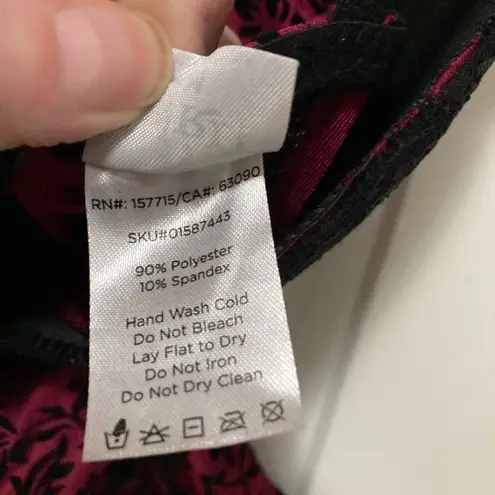 RN#: 157715/CA#: 63090
SKU#01587443
90% Polyester
10% Spandex
Hand Wash Cold
Do Not Bleach
Lay Flat to Dry
Do Not Iron
Do Not Dry Clean